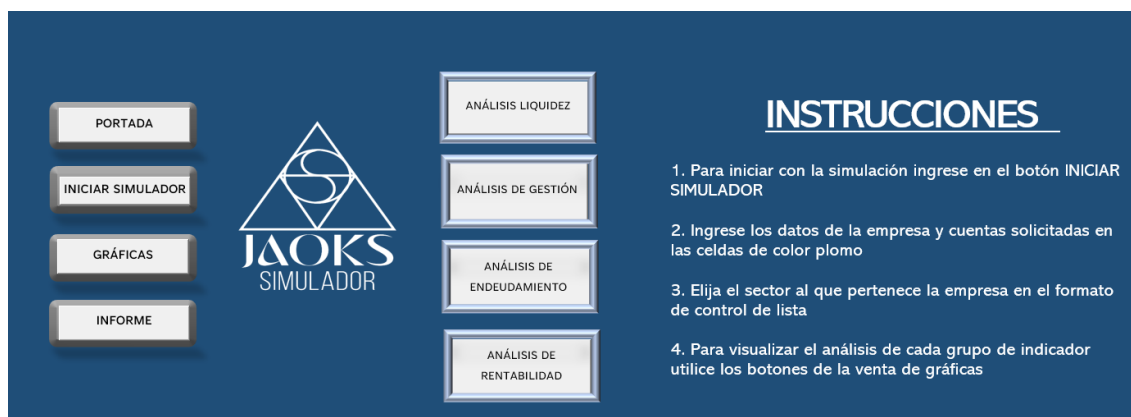 PORTADA
INICIAR SIMULADOR
GRÁFICAS
INFORME
JAOKS
SIMULADOR
ANÁLISIS LIQUIDEZ
ANÁLISIS DE GESTIÓN
ANÁLISIS DE
ENDEUDAMIENTO
ANÁLISIS DE
RENTABILIDAD
INSTRUCCIONES
1. Para iniciar con la simulación ingrese en el botón INICIAR
SIMULADOR
2. Ingrese los datos de la empresa y cuentas solicitadas en
las celdas de color plomo
3. Elija el sector al que pertenece la empresa en el formato
de control de lista
4. Para visualizar el análisis de cada grupo de indicador
utilice los botones de la venta de gráficas